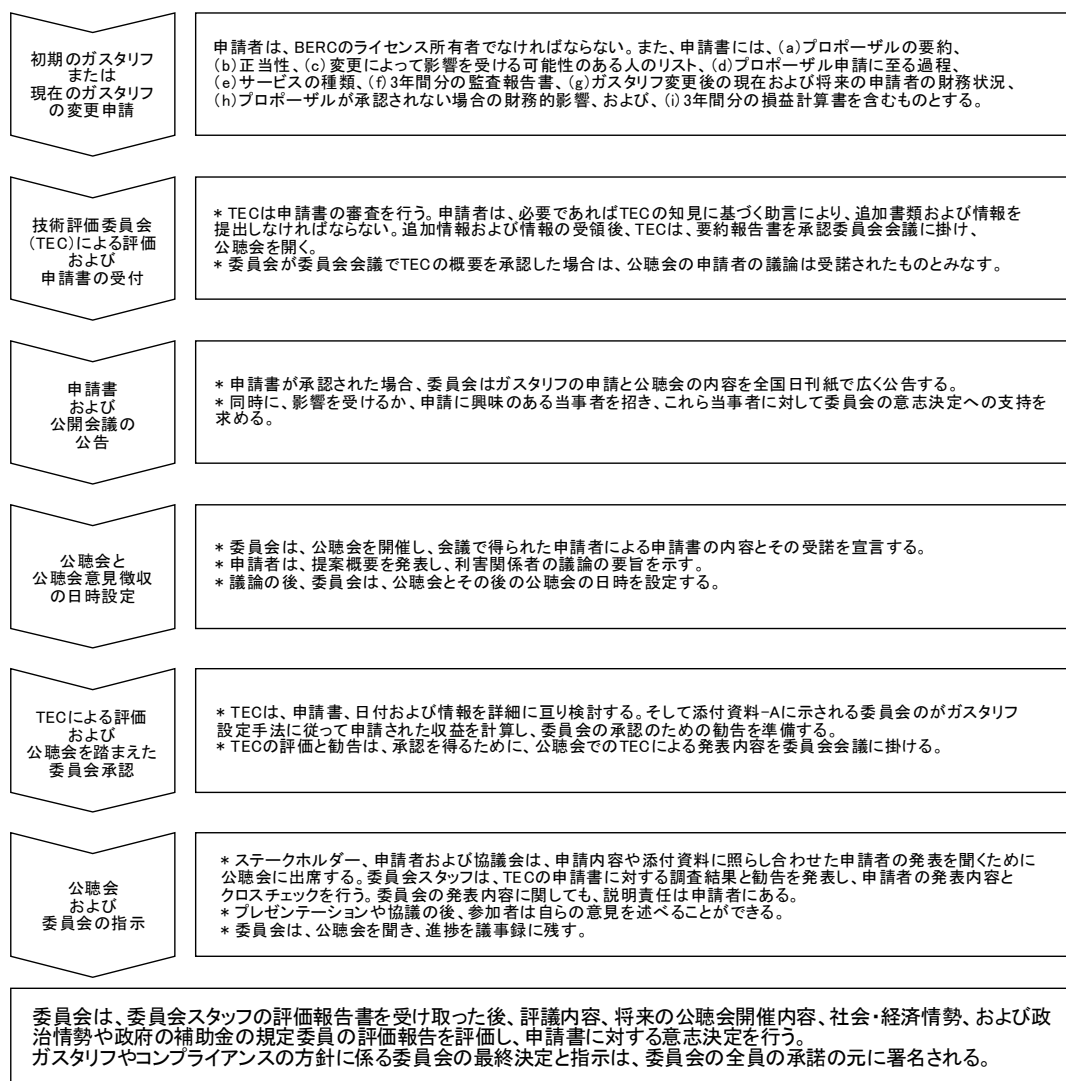 初期のガスタリフ
または
現在のガスタリフ
の変更申請
申請者は、BERCのライセンス所有者でなければならない。また、申請書には、(a)プロポーザルの要約、
(b)正当性、(c)変更によって影響を受ける可能性のある人のリスト、(d)プロポーザル申請に至る過程、
(e)サービスの種類、(f)3年間分の監査報告書、(g)ガスタリフ変更後の現在および将来の申請者の財務状況、
(h)プロポーザルが承認されない場合の財務的影響、および、(i)3年間分の損益計算書を含むものとする。
技術評価委員会
(TEC)による評価
および
申請書の受付
* TECは申請書の審査を行う。申請者は、必要であればTECの知見に基づく助言により、追加書類および情報を
提出しなければならない。追加情報および情報の受領後、TECは、要約報告書を承認委員会会議に掛け、
公聴会を開く。
* 委員会が委員会会議でTECの概要を承認した場合は、公聴会の申請者の議論は受諾されたものとみなす。
申請書
および
公開会議の
公告
* 申請書が承認された場合、委員会はガスタリフの申請と公聴会の内容を全国日刊紙で広く公告する。
* 同時に、影響を受けるか、申請に興味のある当事者を招き、これら当事者に対して委員会の意志決定への支持を
求める。
公聴会と
公聴会意見徴収
の日時設定
* 委員会は、公聴会を開催し、会議で得られた申請者による申請書の内容とその受諾を宣言する。
* 申請者は、提案概要を発表し、利害関係者の議論の要旨を示す。
* 議論の後、委員会は、公聴会とその後の公聴会の日時を設定する。
TECによる評価
および
公聴会を踏まえた
委員会承認
* TECは、申請書、日付および情報を詳細に亘り検討する。そして添付資料-Aに示される委員会のがガスタリフ
設定手法に従って申請された収益を計算し、委員会の承認のための勧告を準備する。
* TECの評価と勧告は、承認を得るために、公聴会でのTECによる発表内容を委員会会議に掛ける。
公聴会
および
委員会の指示
* ステークホルダー、申請者および協議会は、申請内容や添付資料に照らし合わせた申請者の発表を聞くために
公聴会に出席する。委員会スタッフは、TECの申請書に対する調査結果と勧告を発表し、申請者の発表内容と
クロスチェックを行う。委員会の発表内容に関しても、説明責任は申請者にある。
* プレゼンテーションや協議の後、参加者は自らの意見を述べることができる。
* 委員会は、公聴会を聞き、進捗を議事録に残す。
委員会は、委員会スタッフの評価報告書を受け取った後、評議内容、将来の公聴会開催内容、社会・経済情勢、および政
治情勢や政府の補助金の規定委員の評価報告を評価し、申請書に対する意志決定を行う。
ガスタリフやコンプライアンスの方針に係る委員会の最終決定と指示は、委員会の全員の承諾の元に署名される。